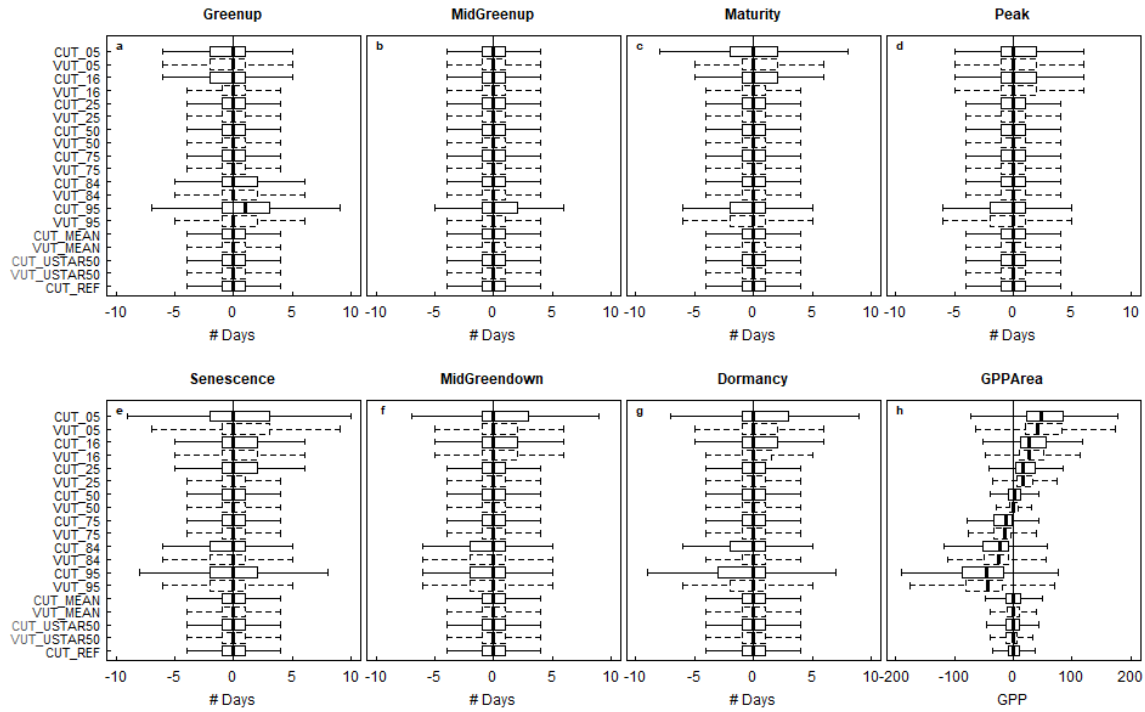 Greenup MidGreenup Maturity Peak
a b c d
CUT_05
VUT_05
CUT_16
VUT_16
CUT_25
VUT_25
CUT_50
VUT_50
CUT_75
VUT_75
CUT_84
VUT_84
CUT_95
VUT_95
CUT_MEAN
VUT_MEAN
CUT_USTAR50
VUT_USTAR50
CUT_REF
-10 -5 0 5 10 -10 -5 0 5 10 -10 -5 0 5 10 -10 -5 0 5 10
# Days # Days # Days # Days
Senescence MidGreendown Dormancy GPPArea
e f g h
CUT_05
VUT_05
CUT_16
VUT_16
CUT_25
VUT_25
CUT_50
VUT_50
CUT_75
VUT_75
CUT_84
VUT_84
CUT_95
VUT_95
CUT_MEAN
VUT_MEAN
CUT_USTAR50
VUT_USTAR50
CUT_REF
-10 -5 0 5 10 -10 -5 0 5 10 -10 -5 0 5 10 -200 -100 0 100 200
# Days # Days # Days GPP